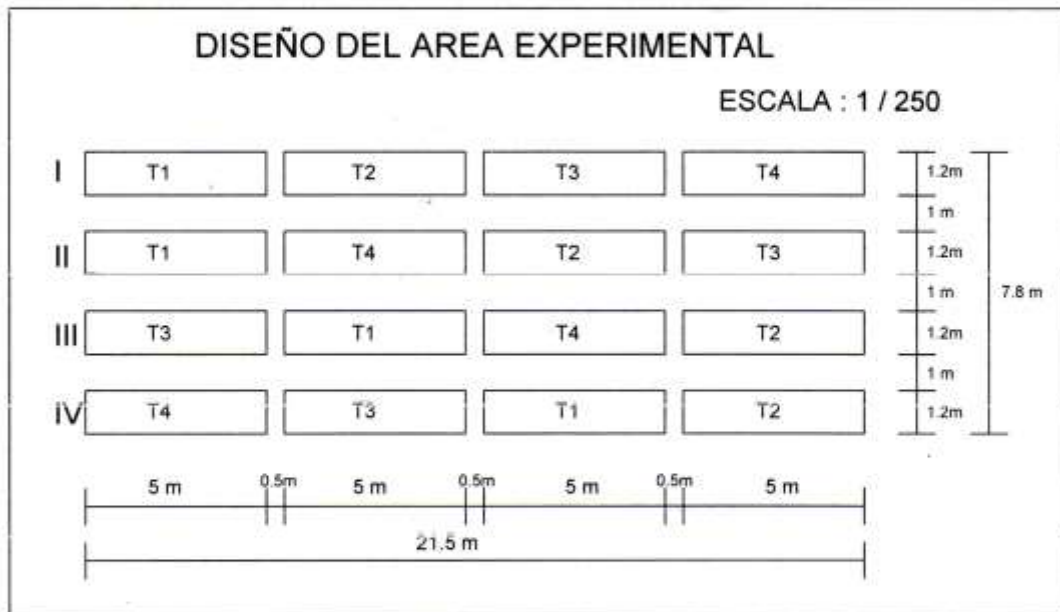 DISEÑO DEL AREA EXPERIMENTAL
ESCALA : 1 / 250
I T1 T2 T3 T4 1.2m
1 m
II T1 T4 T2 T3 1.2m
1 m 7.8 m
III T3 T1 T4 T2 1.2m
1 m
IV T4 T3 T1 T2 1.2m
5 m 0.5m 5 m 0.5m 5 m 0.5m 5 m
21.5 m